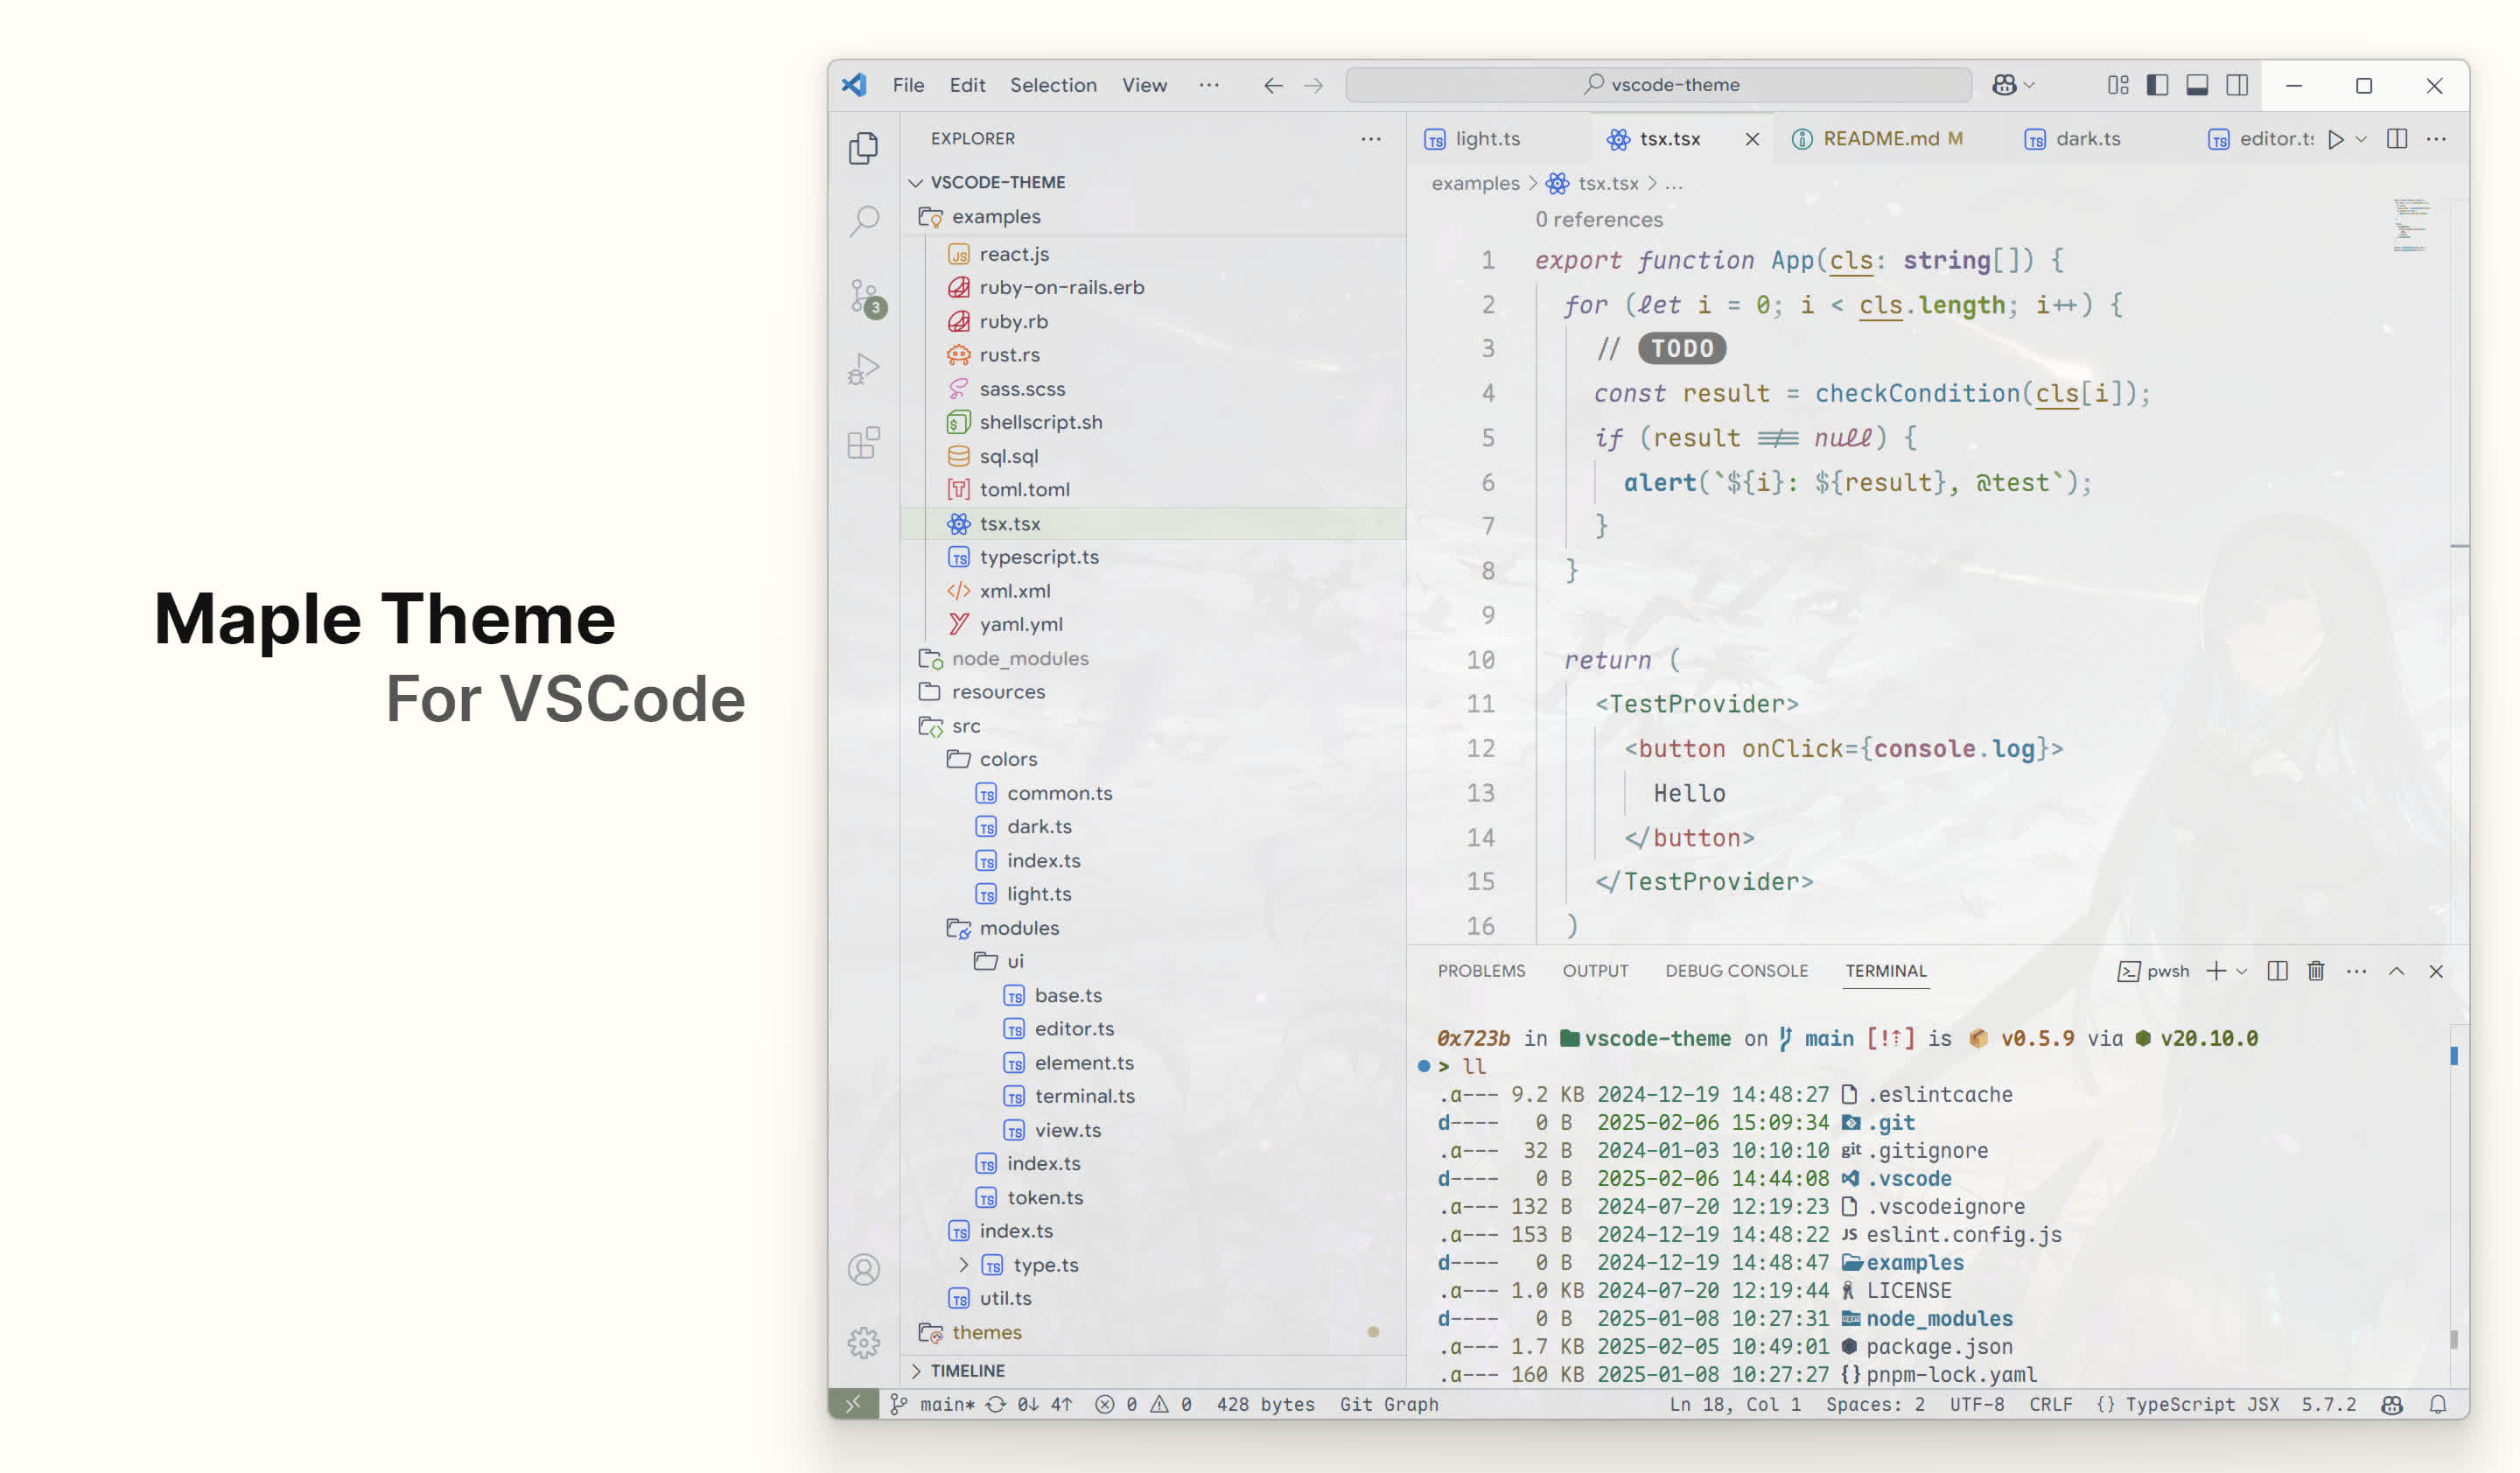 Maple Theme
For VSCode
File Edit Selection View ··· vscode-theme
EXPLORER ···
VSCODE-THEME
examples
react.js
ruby-on-rails.erb
ruby.rb
rust.rs
sass.scss
shellscript.sh
sql.sql
toml.toml
tsx.tsx
typescript.ts
xml.xml
yaml.yml
node_modules
resources
src
colors
common.ts
dark.ts
index.ts
light.ts
modules
ui
base.ts
editor.ts
element.ts
terminal.ts
view.ts
index.ts
token.ts
index.ts
type.ts
util.ts
themes
TIMELINE
3
light.ts tsx.tsx README.md M dark.ts editor.ts ···
examples > tsx.tsx > ...
0 references
1 export function App(cls: string[]) {
2 for (let i = 0; i < cls.length; i++) {
3 // TODO
4 const result = checkCondition(cls[i]);
5 if (result !== null) {
6 alert(`${i}: ${result}, @test`);
7 }
8 }
9
10 return (
11 <TestProvider>
12 <button onClick={console.log}>
13 Hello
14 </button>
15 </TestProvider>
16 )
PROBLEMS OUTPUT DEBUG CONSOLE TERMINAL pwsh ···
0x723b in vscode-theme on main [!⇡] is v0.5.9 via v20.10.0
> ll
.a--- 9.2 KB 2024-12-19 14:48:27 .eslintcache
d---- 0 B 2025-02-06 15:09:34 .git
.a--- 32 B 2024-01-03 10:10:10 git .gitignore
d---- 0 B 2025-02-06 14:44:08 .vscode
.a--- 132 B 2024-07-20 12:19:23 .vscodeignore
.a--- 153 B 2024-12-19 14:48:22 JS eslint.config.js
d---- 0 B 2024-12-19 14:48:47 examples
.a--- 1.0 KB 2024-07-20 12:19:44 LICENSE
d---- 0 B 2025-01-08 10:27:31 node_modules
.a--- 1.7 KB 2025-02-05 10:49:01 package.json
.a--- 160 KB 2025-01-08 10:27:27 {} pnpm-lock.yaml
main* 0↓ 4↑ 0 0 428 bytes Git Graph Ln 18, Col 1 Spaces: 2 UTF-8 CRLF {} TypeScript JSX 5.7.2